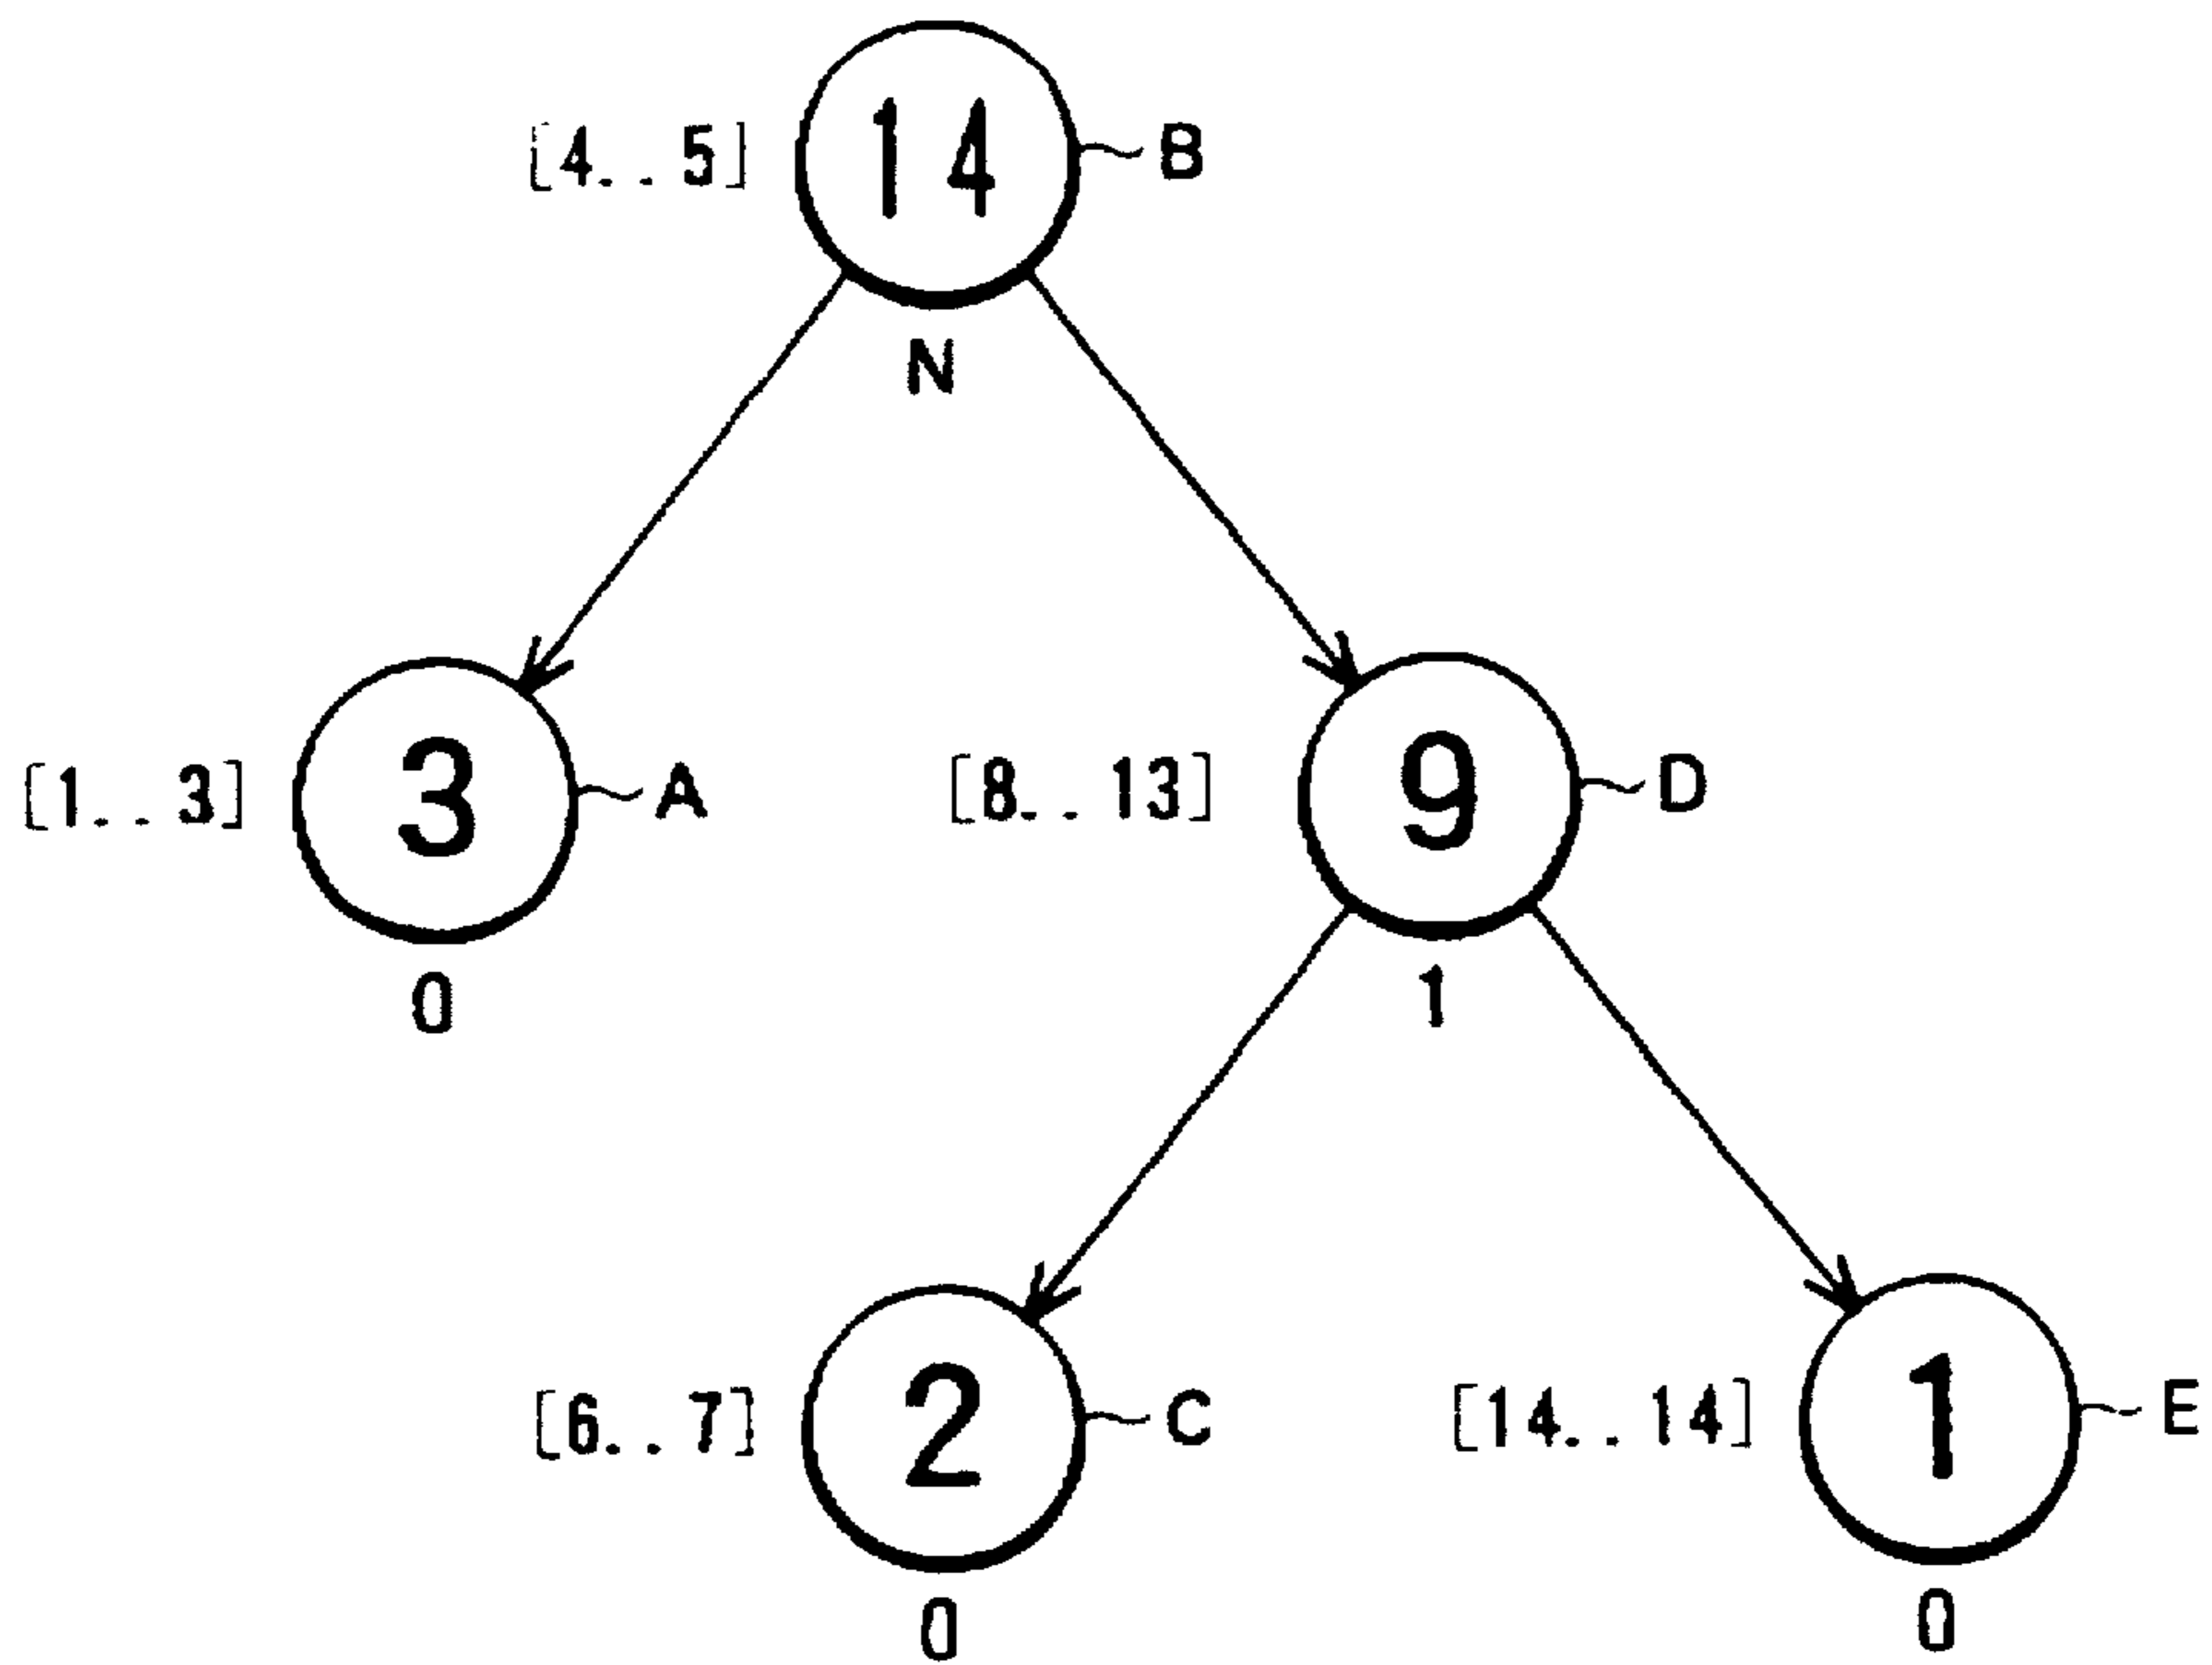 [4..5] 14 B
N
[1..3] 3 A
[8..13] 9 D
0
1
[6..7] 2 C
[14..14] 1 E
0
0